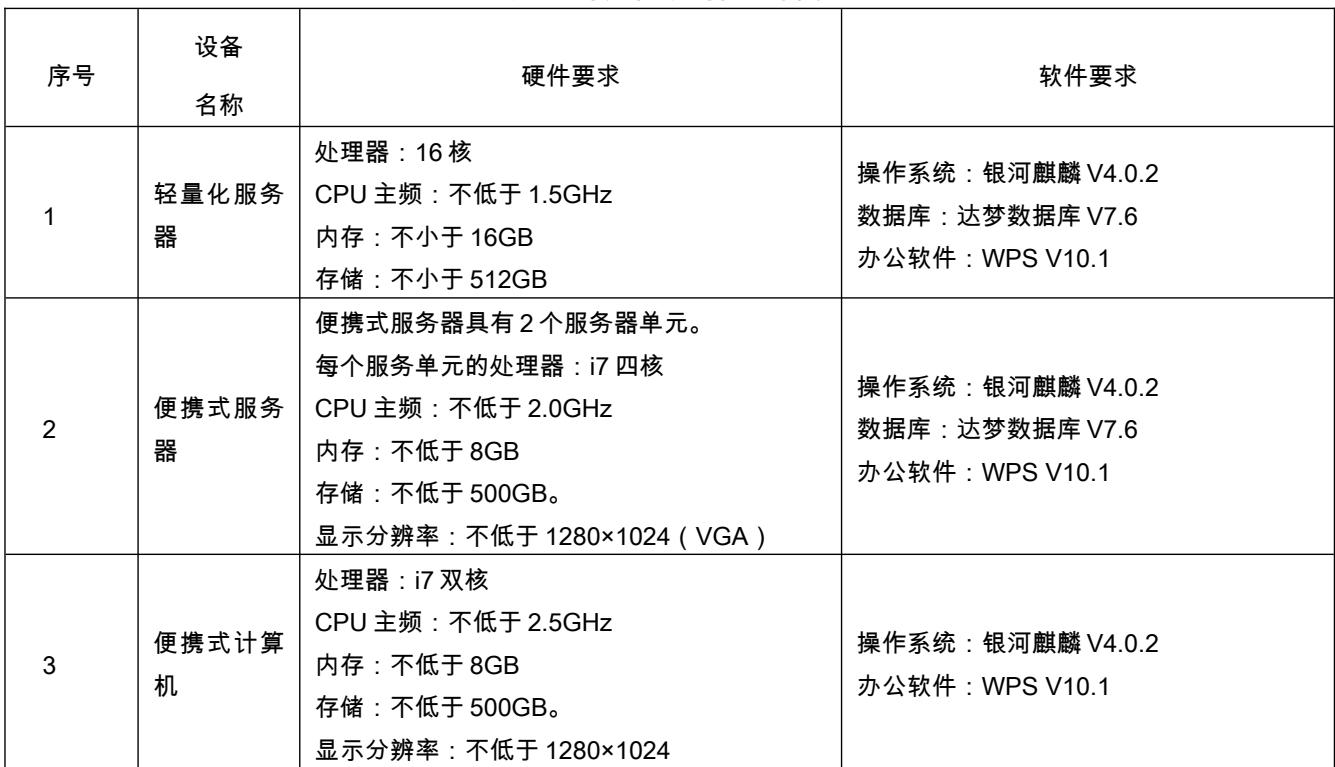 序号
设备
名称
硬件要求
软件要求
1
轻量化服务
器
处理器：16 核
CPU 主频：不低于 1.5GHz
内存：不小于 16GB
存储：不小于 512GB
操作系统：银河麒麟 V4.0.2
数据库：达梦数据库 V7.6
办公软件：WPS V10.1
2
便携式服务
器
便携式服务器具有 2 个服务器单元。
每个服务单元的处理器：i7 四核
CPU 主频：不低于 2.0GHz
内存：不低于 8GB
存储：不低于 500GB。
显示分辨率：不低于 1280×1024（VGA）
操作系统：银河麒麟 V4.0.2
数据库：达梦数据库 V7.6
办公软件：WPS V10.1
3
便携式计算
机
处理器：i7 双核
CPU 主频：不低于 2.5GHz
内存：不低于 8GB
存储：不低于 500GB。
显示分辨率：不低于 1280×1024
操作系统：银河麒麟 V4.0.2
办公软件：WPS V10.1